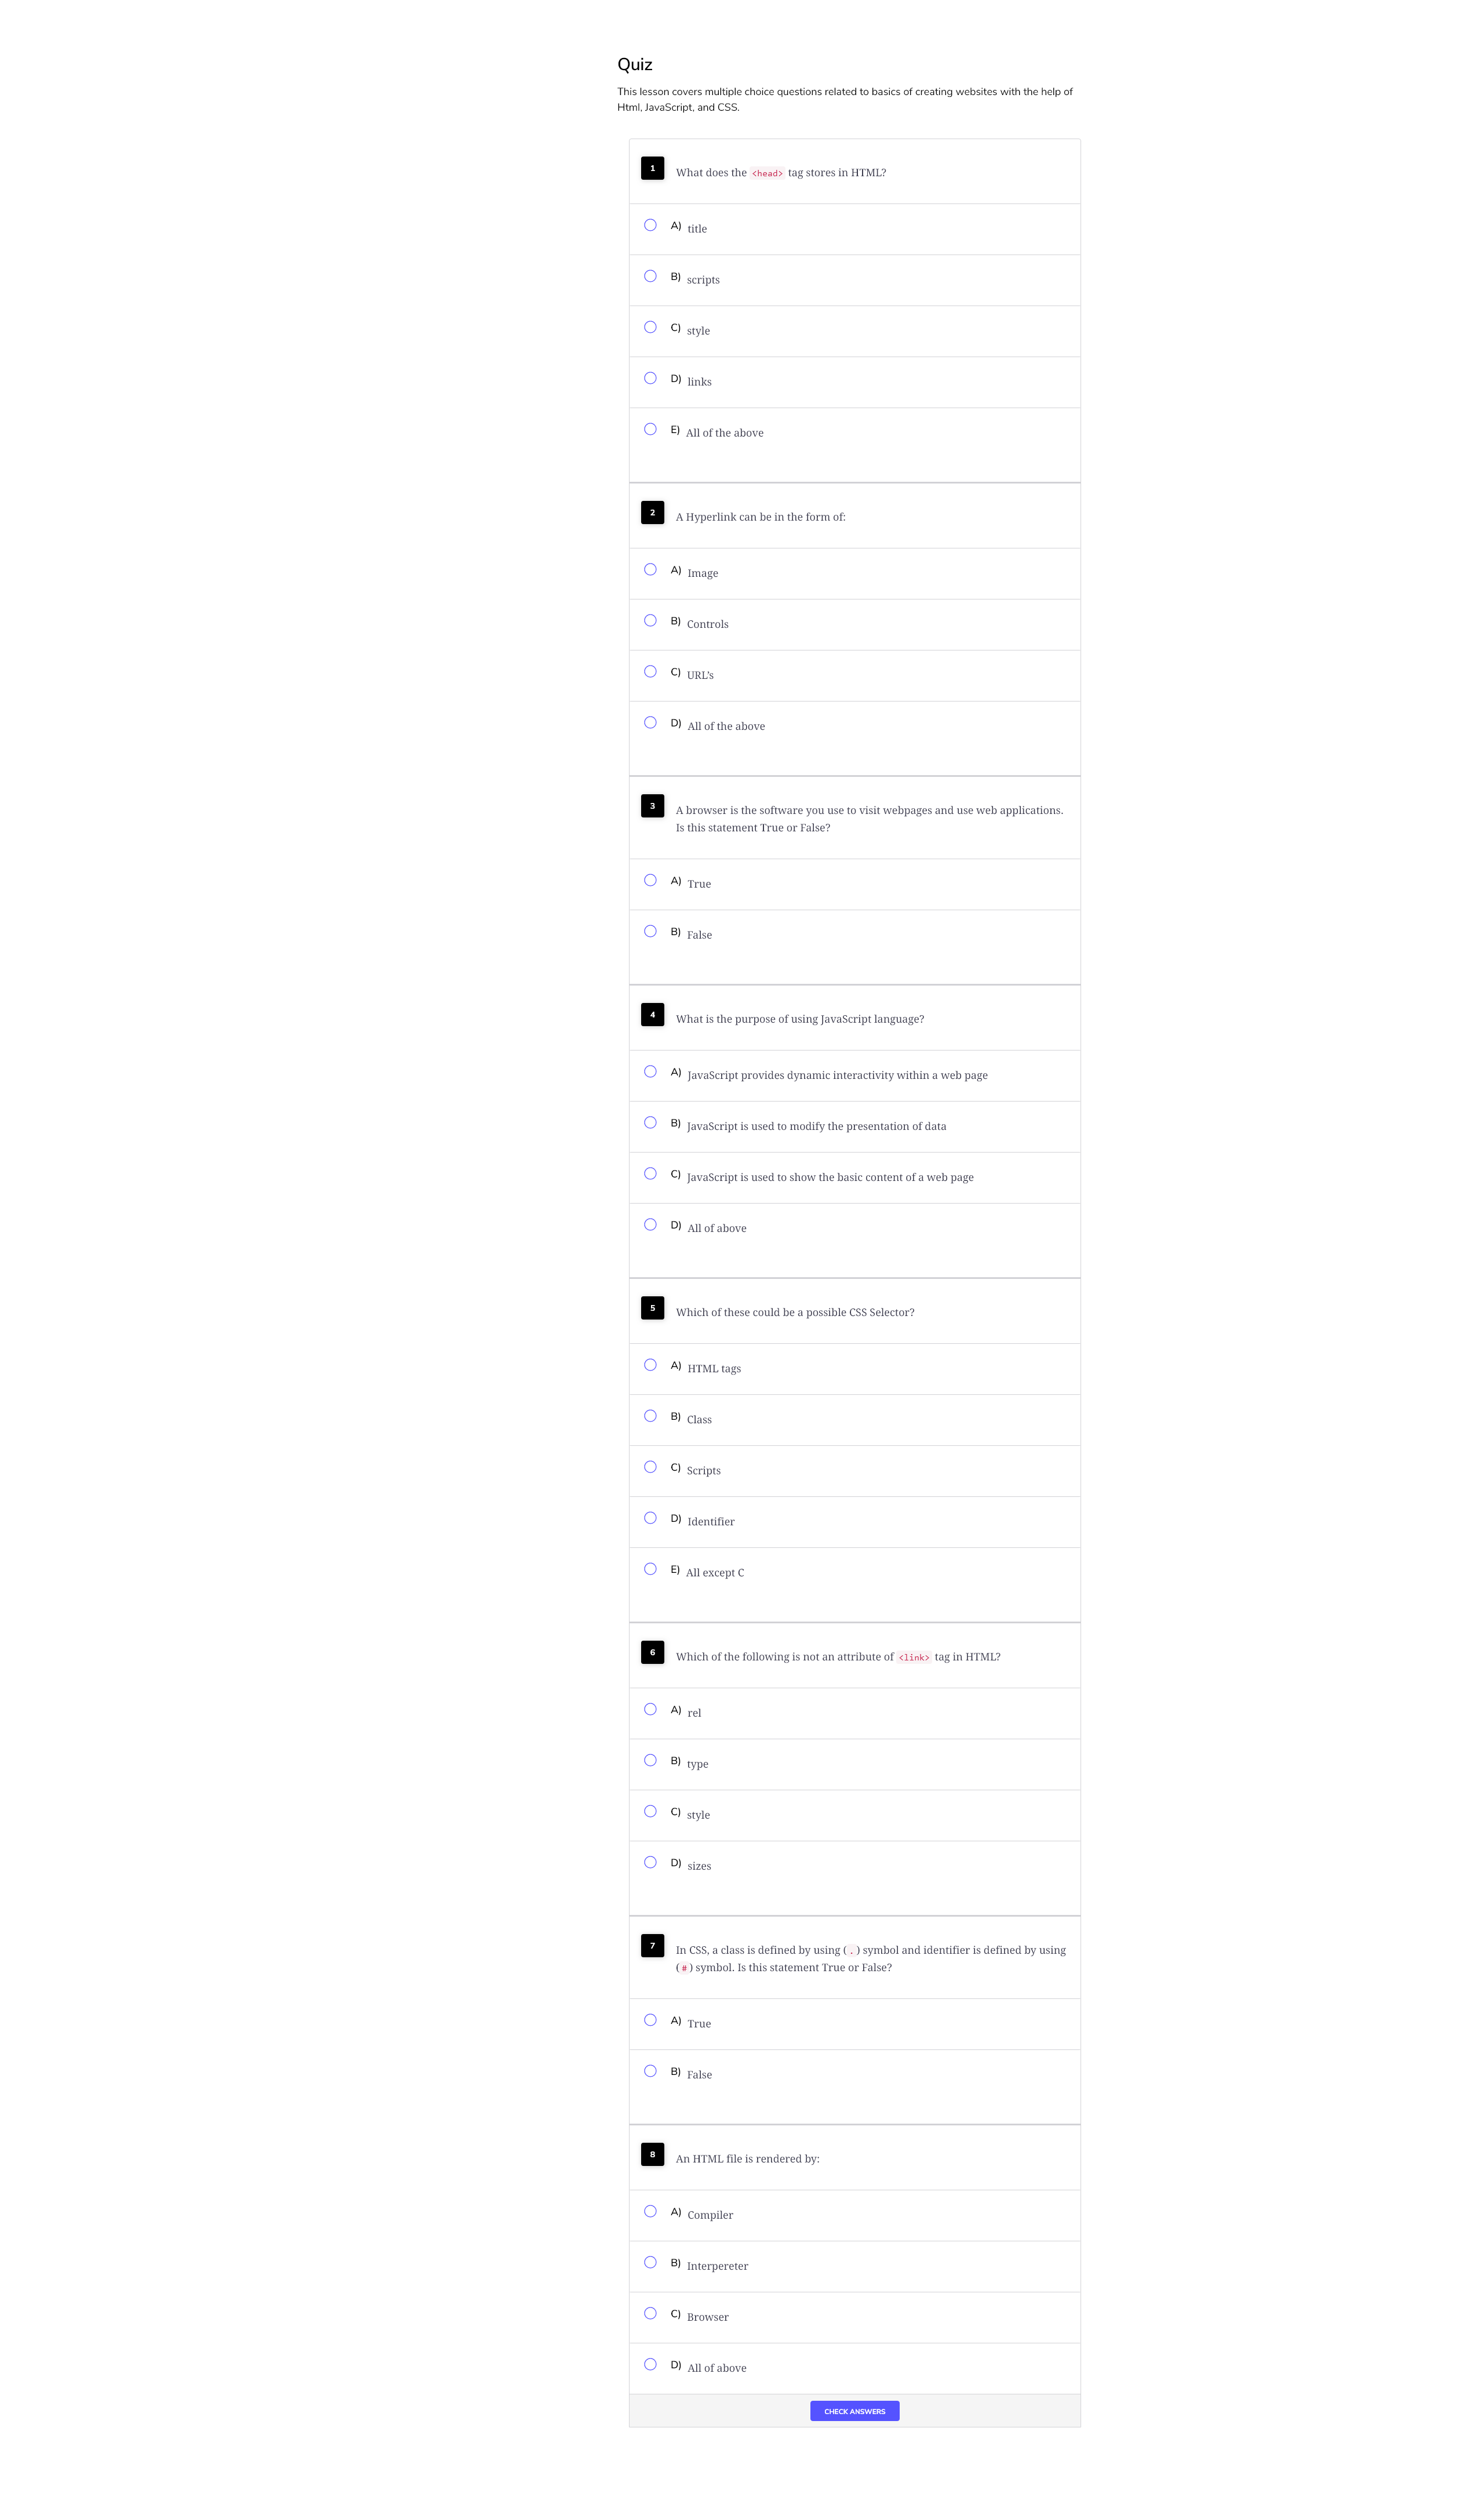 Quiz
This lesson covers multiple choice questions related to basics of creating websites with the help of
Html, JavaScript, and CSS.
1 What does the <head> tag stores in HTML?
A) title
B) scripts
C) style
D) links
E) All of the above
2 A Hyperlink can be in the form of:
A) Image
B) Controls
C) URL's
D) All of the above
3 A browser is the software you use to visit webpages and use web applications.
Is this statement True or False?
A) True
B) False
4 What is the purpose of using JavaScript language?
A) JavaScript provides dynamic interactivity within a web page
B) JavaScript is used to modify the presentation of data
C) JavaScript is used to show the basic content of a web page
D) All of above
5 Which of these could be a possible CSS Selector?
A) HTML tags
B) Class
C) Scripts
D) Identifier
E) All except C
6 Which of the following is not an attribute of <link> tag in HTML?
A) rel
B) type
C) style
D) sizes
7 In CSS, a class is defined by using ( . ) symbol and identifier is defined by using
( # ) symbol. Is this statement True or False?
A) True
B) False
8 An HTML file is rendered by:
A) Compiler
B) Interpereter
C) Browser
D) All of above
CHECK ANSWERS